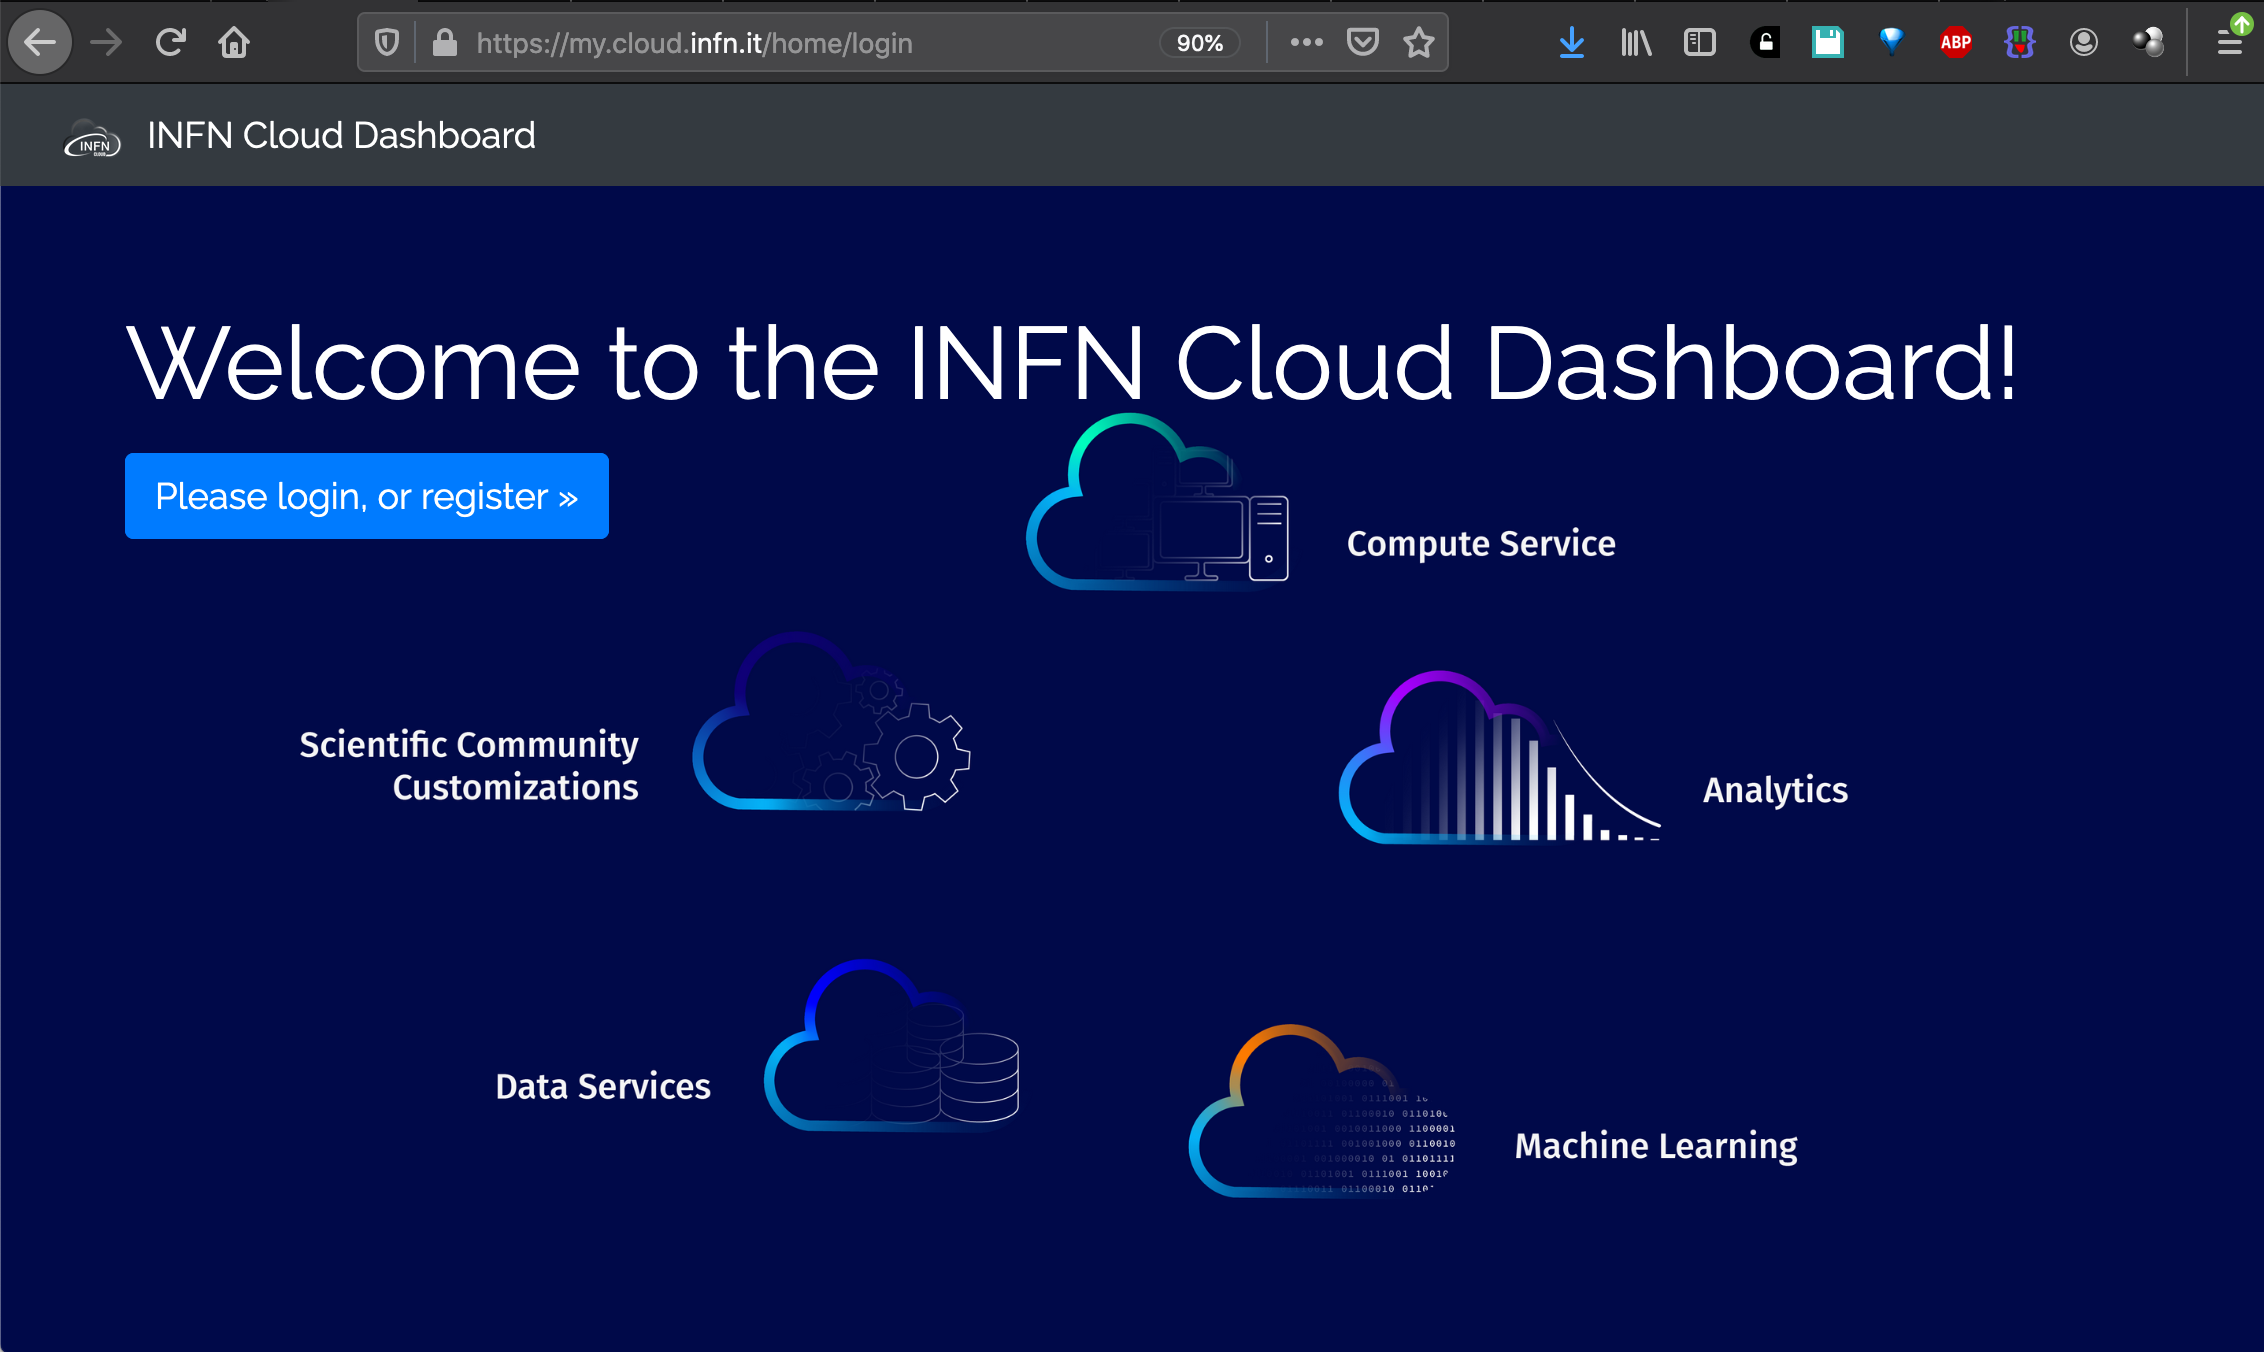 https://my.cloud.infn.it/home/login
90%
ABP
INFN
INFN Cloud Dashboard
Welcome to the INFN Cloud Dashboard!
Please login, or register »
Compute Service
Scientific Community
Customizations
Analytics
Data Services
Machine Learning